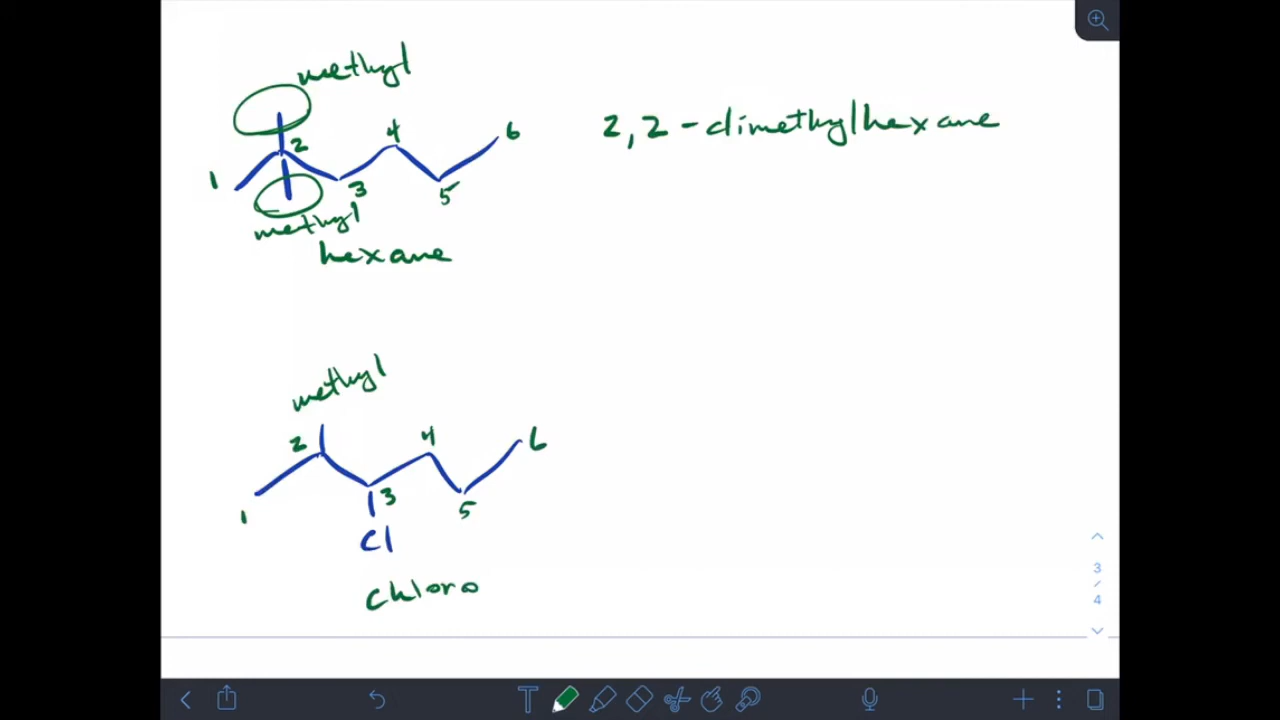 methyl
2,2-dimethylhexane
1 2 3 4 5 6
methyl
hexane
methyl
1 2 3 4 5 6
Cl
chloro
3
/
4
T